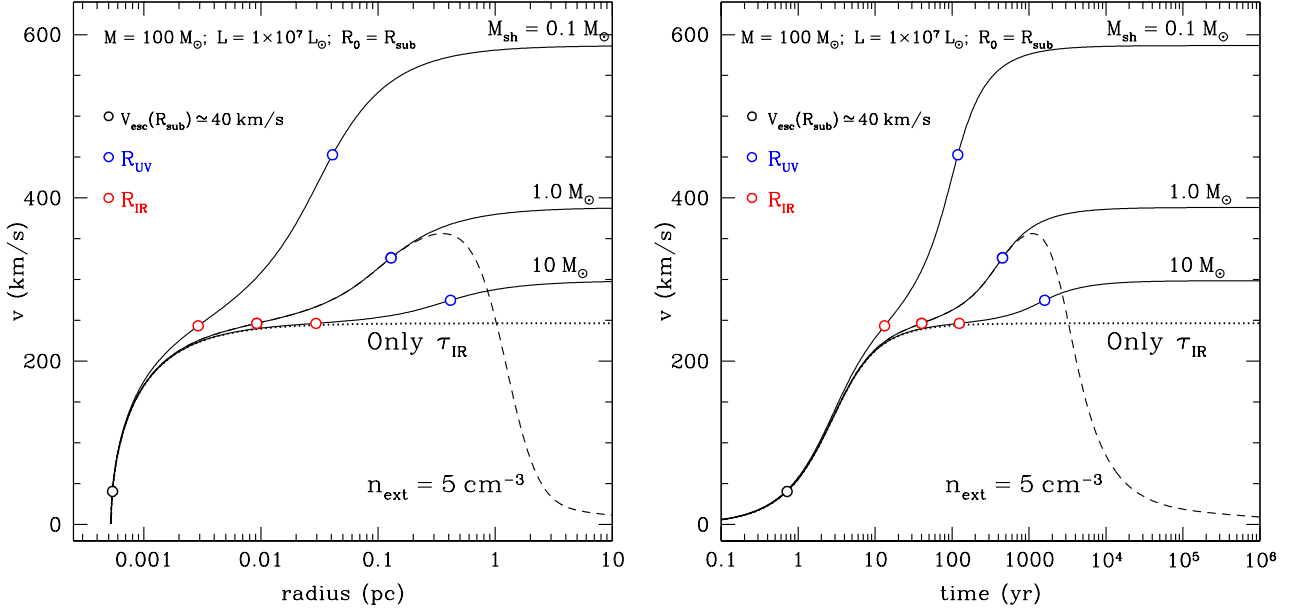 M = 100 M⊙; L = 1×10⁷ L⊙; R₀ = R_sub
M_sh = 0.1 M⊙
V_esc(R_sub) ≃ 40 km/s
R_UV
R_IR
1.0 M⊙
10 M⊙
Only τ_IR
n_ext = 5 cm⁻³
v (km/s)
600
400
200
0
0.001
0.01
0.1
1
10
radius (pc)
M = 100 M⊙; L = 1×10⁷ L⊙; R₀ = R_sub
M_sh = 0.1 M⊙
V_esc(R_sub) ≃ 40 km/s
R_UV
R_IR
1.0 M⊙
10 M⊙
Only τ_IR
n_ext = 5 cm⁻³
v (km/s)
600
400
200
0
0.1
1
10
100
1000
10⁴
10⁵
10⁶
time (yr)